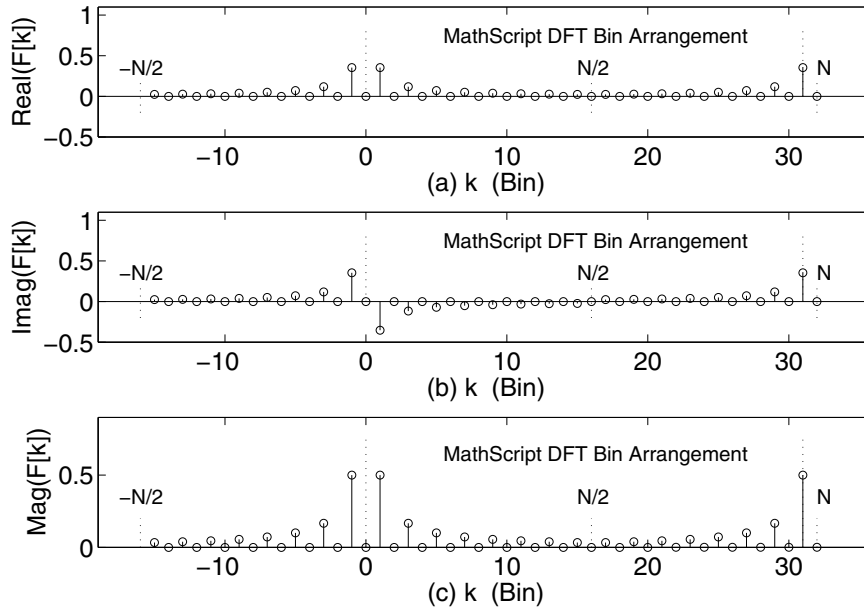 1
MathScript DFT Bin Arrangement
0.5
−N/2
N/2
N
0
−0.5
Real(F[k])
−10
0
10
20
30
(a) k (Bin)
1
MathScript DFT Bin Arrangement
0.5
−N/2
N/2
N
0
−0.5
Imag(F[k])
−10
0
10
20
30
(b) k (Bin)
MathScript DFT Bin Arrangement
0.5
−N/2
N/2
N
0
Mag(F[k])
−10
0
10
20
30
(c) k (Bin)